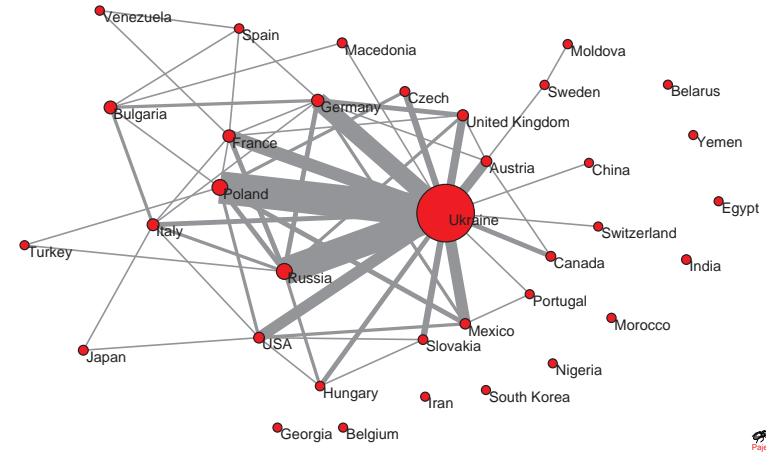 Venezuela
Spain
Macedonia
Moldova
Sweden
Belarus
Czech
Germany
Bulgaria
United Kingdom
France
Yemen
Austria
China
Poland
Egypt
Ukraine
Italy
Switzerland
Turkey
Canada
India
Russia
Portugal
Morocco
Mexico
USA
Slovakia
Japan
Nigeria
Hungary
South Korea
Iran
Georgia
Belgium
Paje